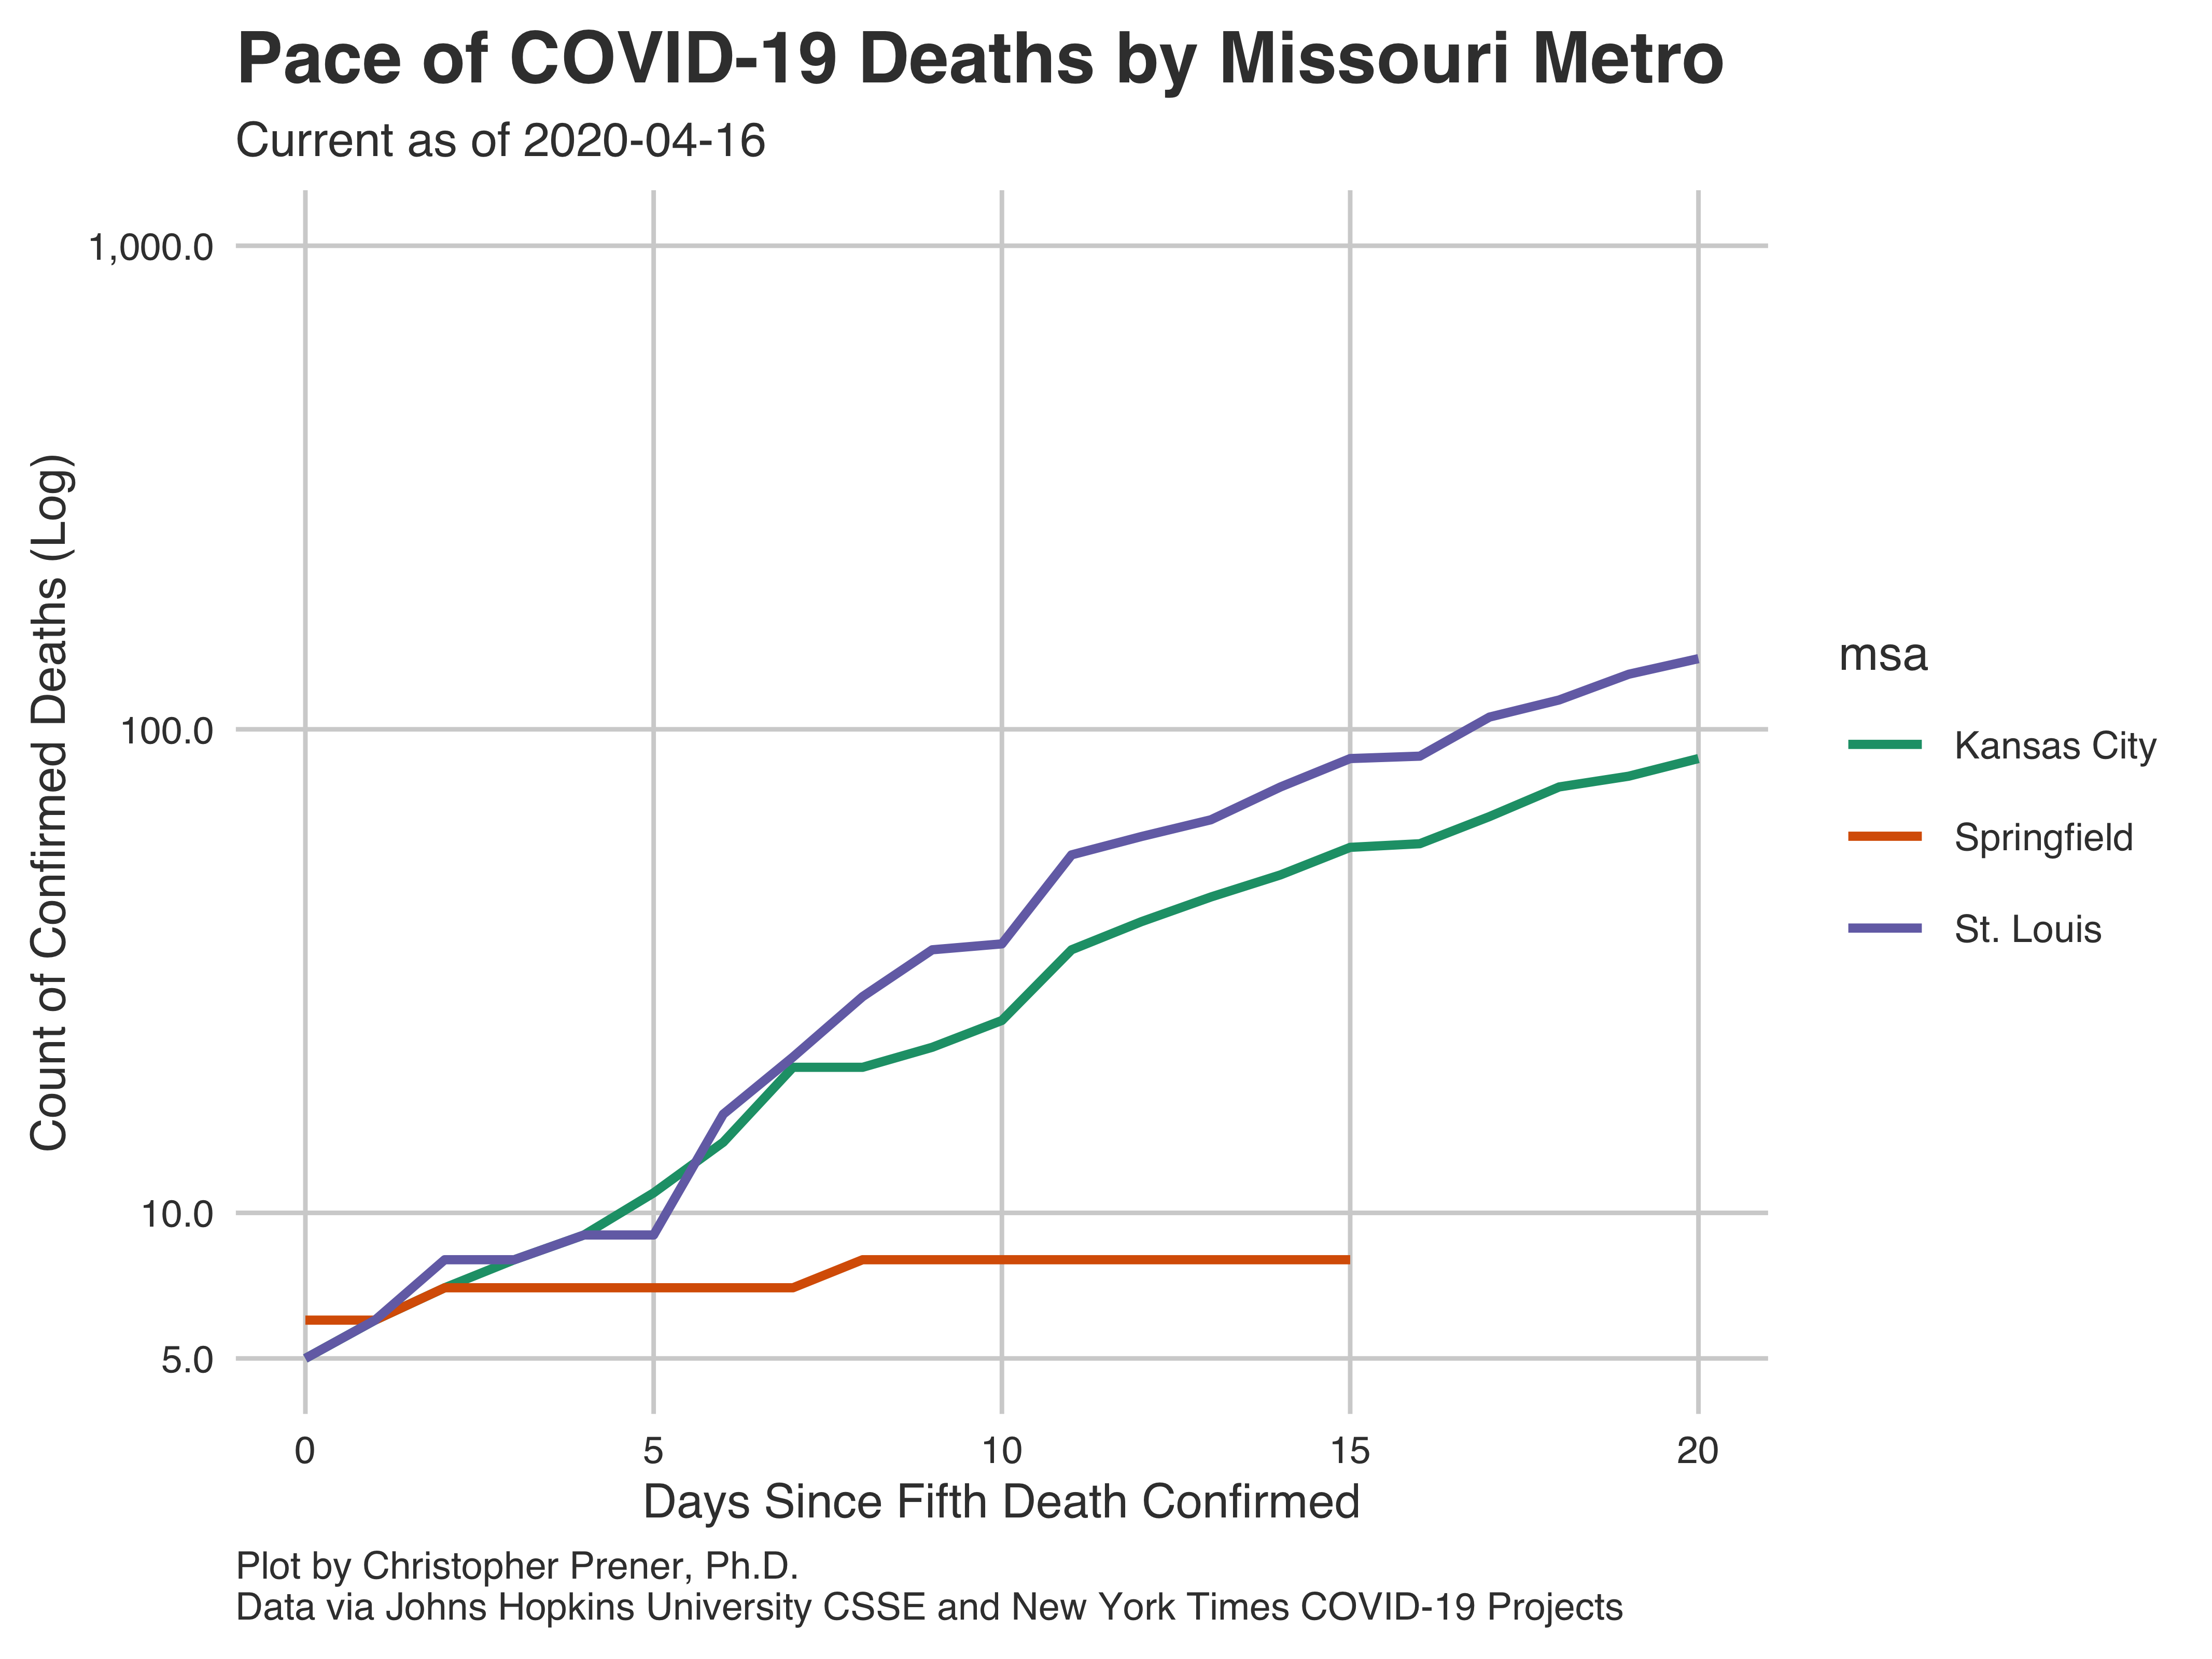 Pace of COVID-19 Deaths by Missouri Metro
Current as of 2020-04-16
Count of Confirmed Deaths (Log)
1,000.0
100.0
10.0
5.0
0
5
10
15
20
Days Since Fifth Death Confirmed
msa
Kansas City
Springfield
St. Louis
Plot by Christopher Prener, Ph.D.
Data via Johns Hopkins University CSSE and New York Times COVID-19 Projects